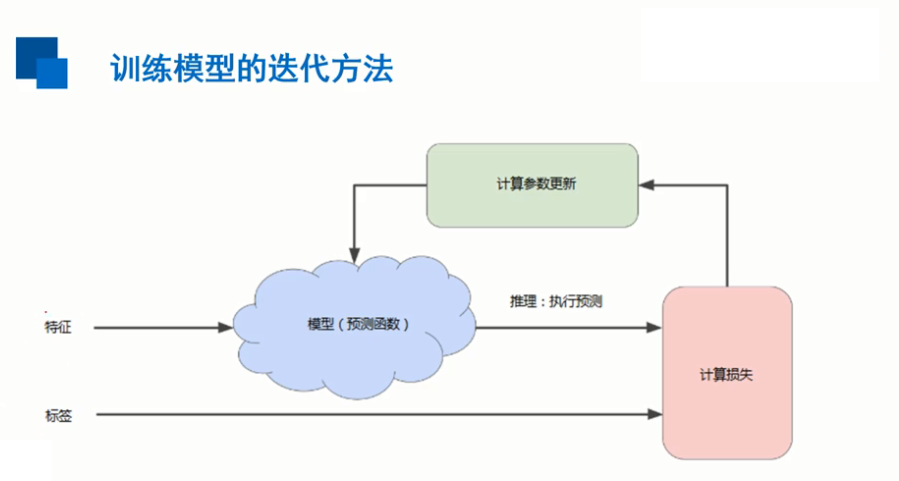 训练模型的迭代方法
计算参数更新
推理：执行预测
特征
模型（预测函数）
计算损失
标签